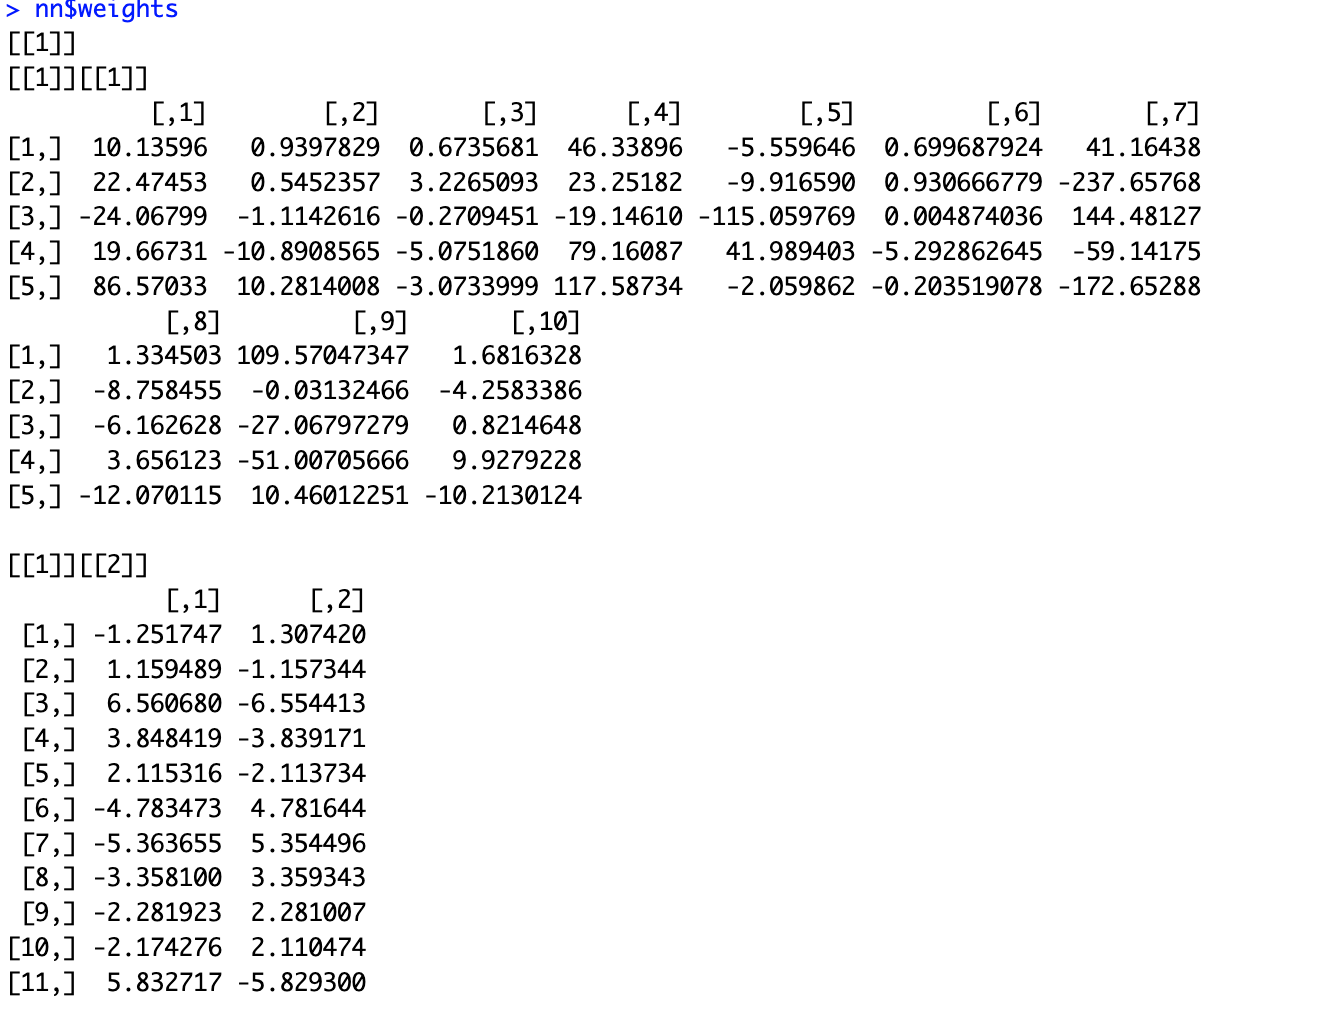 > nn$weights
[[1]]
[[1]][[1]]
          [,1]        [,2]       [,3]      [,4]        [,5]         [,6]       [,7]
[1,]  10.13596   0.9397829  0.6735681  46.33896   -5.559646  0.699687924   41.16438
[2,]  22.47453   0.5452357  3.2265093  23.25182   -9.916590  0.930666779 -237.65768
[3,] -24.06799  -1.1142616 -0.2709451 -19.14610 -115.059769  0.004874036  144.48127
[4,]  19.66731 -10.8908565 -5.0751860  79.16087   41.989403 -5.292862645  -59.14175
[5,]  86.57033  10.2814008 -3.0733999 117.58734   -2.059862 -0.203519078 -172.65288
           [,8]         [,9]       [,10]
[1,]   1.334503 109.57047347   1.6816328
[2,]  -8.758455  -0.03132466  -4.2583386
[3,]  -6.162628 -27.06797279   0.8214648
[4,]   3.656123 -51.00705666   9.9279228
[5,] -12.070115  10.46012251 -10.2130124

[[1]][[2]]
           [,1]      [,2]
 [1,] -1.251747  1.307420
 [2,]  1.159489 -1.157344
 [3,]  6.560680 -6.554413
 [4,]  3.848419 -3.839171
 [5,]  2.115316 -2.113734
 [6,] -4.783473  4.781644
 [7,] -5.363655  5.354496
 [8,] -3.358100  3.359343
 [9,] -2.281923  2.281007
[10,] -2.174276  2.110474
[11,]  5.832717 -5.829300